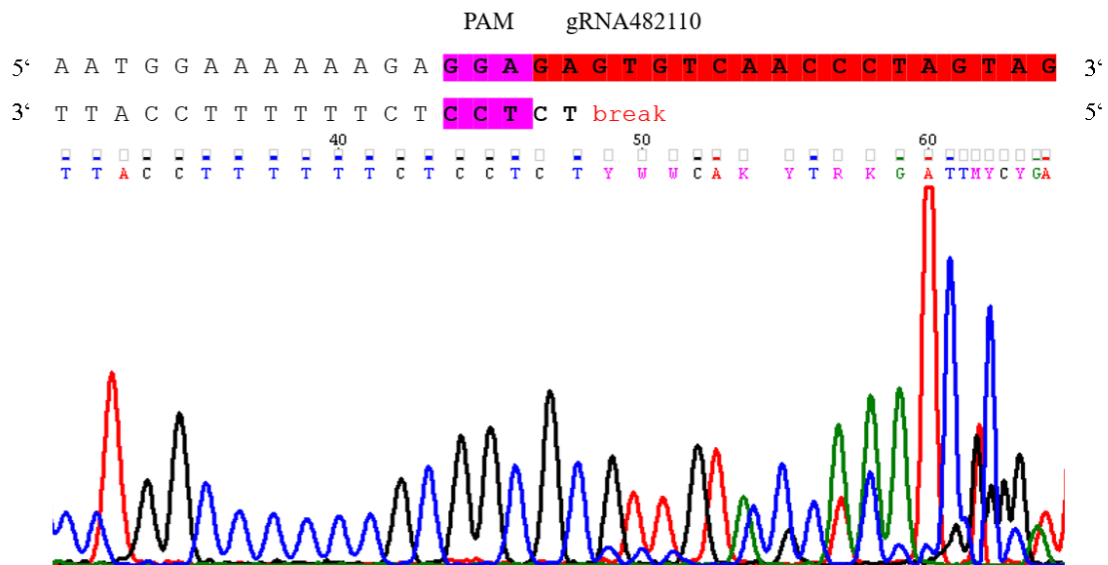 PAM gRNA482110
5‘ A A T G G A A A A A A G A G G A G A G T G T C A A C C C T A G T A G 3‘
3‘ T T A C C T T T T T T C T C C T C T break 5‘
40 50 60
T T A C C T T T T T T C T C C T C T Y W W C A K Y T R K G A T T M Y C Y G A